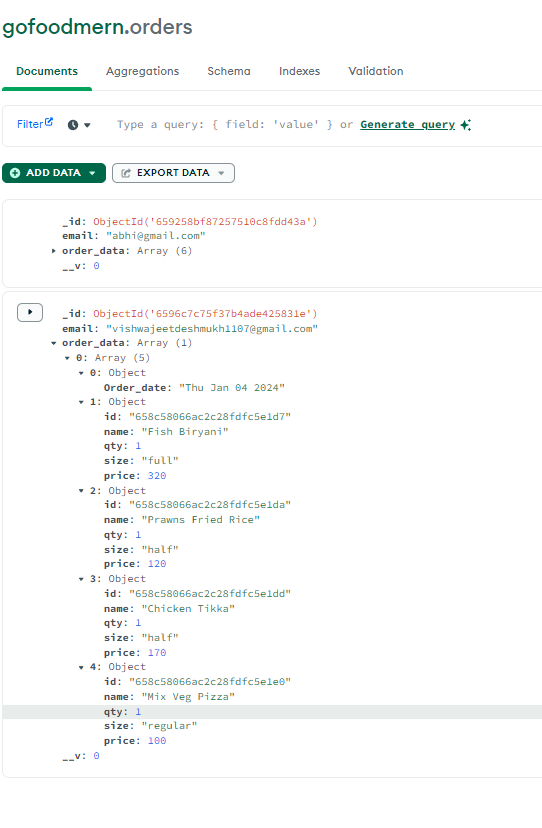 gofoodmern.orders
Documents Aggregations Schema Indexes Validation
Filter Type a query: { field: 'value' } or Generate query
ADD DATA EXPORT DATA
_id: ObjectId('659258bf87257510c8fdd43a')
email: "abhi@gmail.com"
order_data: Array (6)
__v: 0
_id: ObjectId('6596c7c75f37b4ade425831e')
email: "vishwajeetdeshmukh1107@gmail.com"
order_data: Array (1)
0: Array (5)
0: Object
Order_date: "Thu Jan 04 2024"
1: Object
id: "658c58066ac2c28fdfc5e1d7"
name: "Fish Biryani"
qty: 1
size: "full"
price: 320
2: Object
id: "658c58066ac2c28fdfc5e1da"
name: "Prawns Fried Rice"
qty: 1
size: "half"
price: 120
3: Object
id: "658c58066ac2c28fdfc5e1dd"
name: "Chicken Tikka"
qty: 1
size: "half"
price: 170
4: Object
id: "658c58066ac2c28fdfc5e1e0"
name: "Mix Veg Pizza"
qty: 1
size: "regular"
price: 100
__v: 0